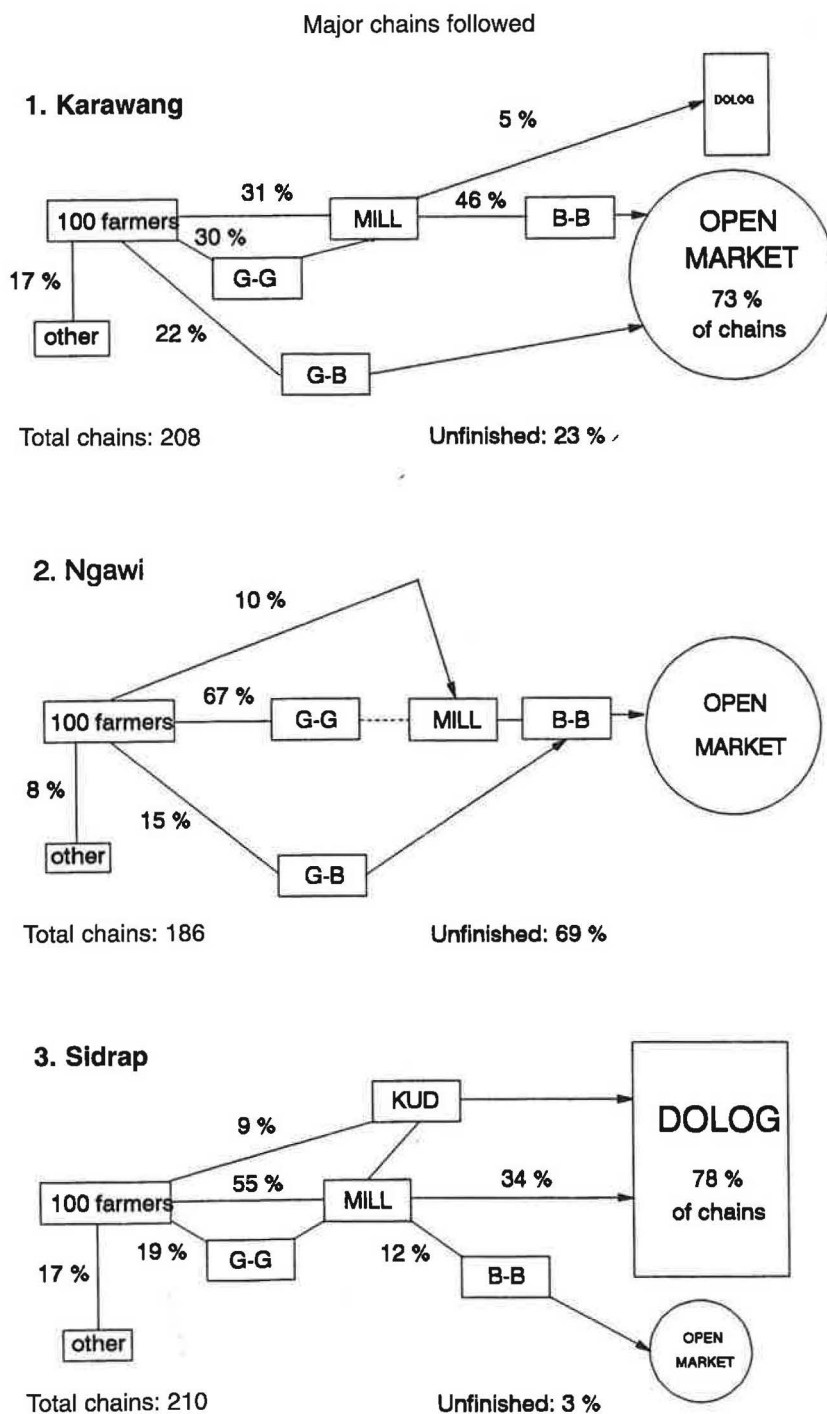 Major chains followed
1. Karawang
DOLOG
5 %
31 %
MILL
46 %
B-B
100 farmers
30 %
G-G
OPEN
MARKET
73 %
of chains
17 %
other
22 %
G-B
Total chains: 208
Unfinished: 23 %
2. Ngawi
10 %
67 %
100 farmers
G-G
MILL
B-B
OPEN
MARKET
8 %
other
15 %
G-B
Total chains: 186
Unfinished: 69 %
3. Sidrap
KUD
9 %
DOLOG
78 %
of chains
55 %
MILL
34 %
100 farmers
19 %
G-G
12 %
B-B
17 %
other
OPEN
MARKET
Total chains: 210
Unfinished: 3 %